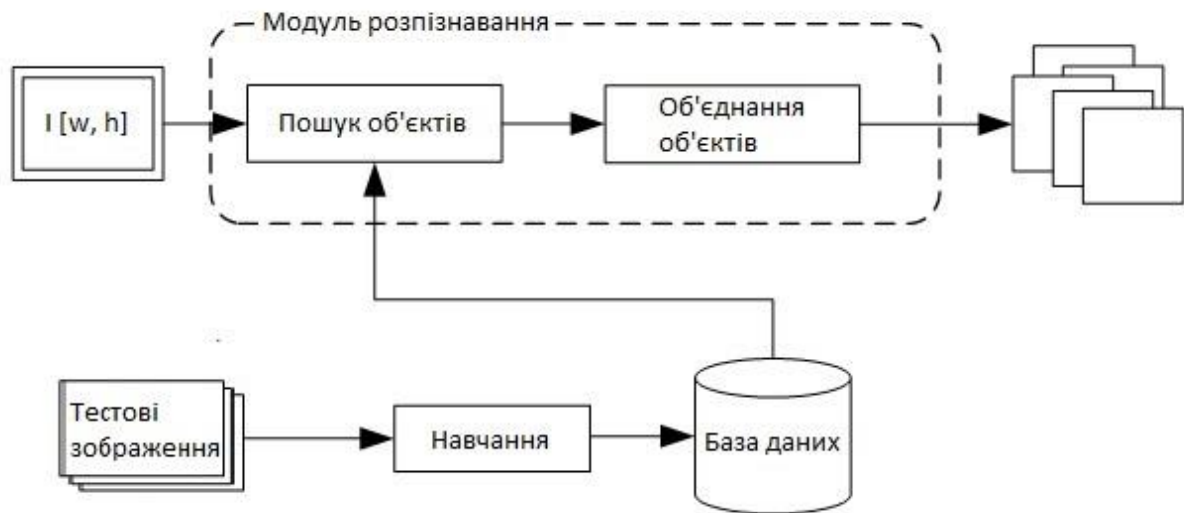 Модуль розпізнавання
I [w, h]
Пошук об'єктів
Об'єднання
об'єктів
Тестові
зображення
Навчання
База даних